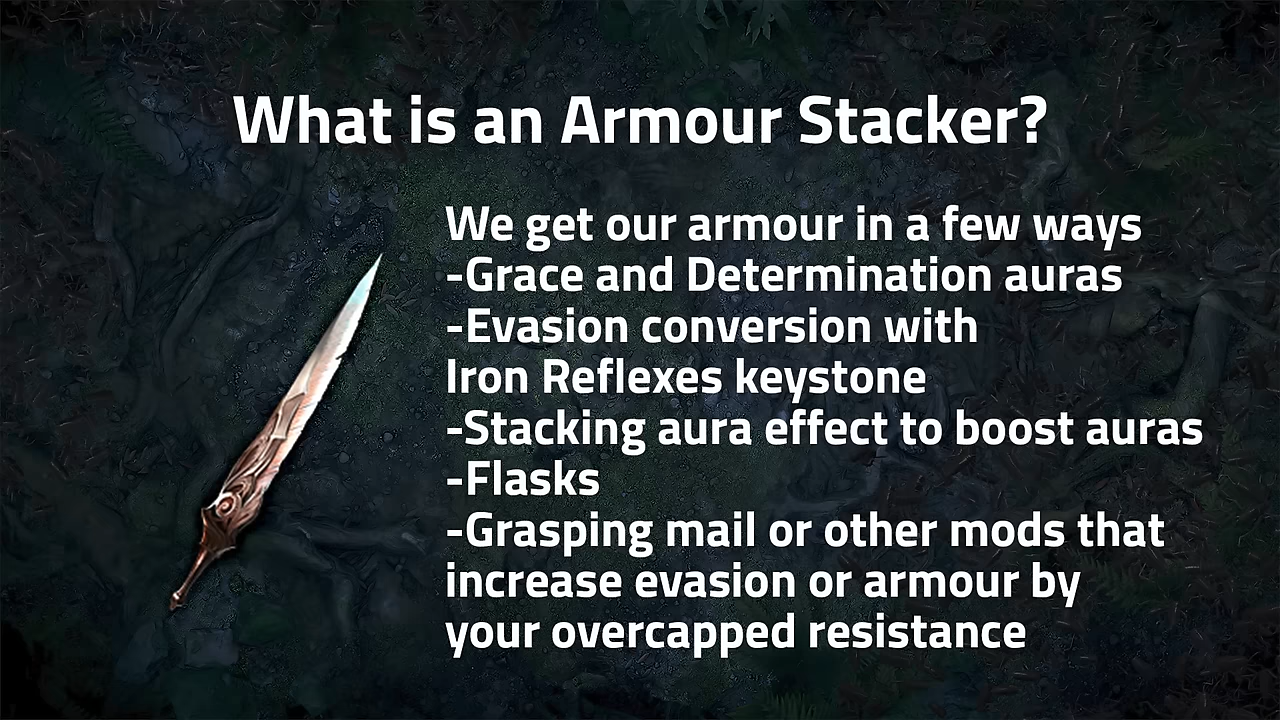 What is an Armour Stacker?
We get our armour in a few ways
-Grace and Determination auras
-Evasion conversion with
Iron Reflexes keystone
-Stacking aura effect to boost auras
-Flasks
-Grasping mail or other mods that
increase evasion or armour by
your overcapped resistance